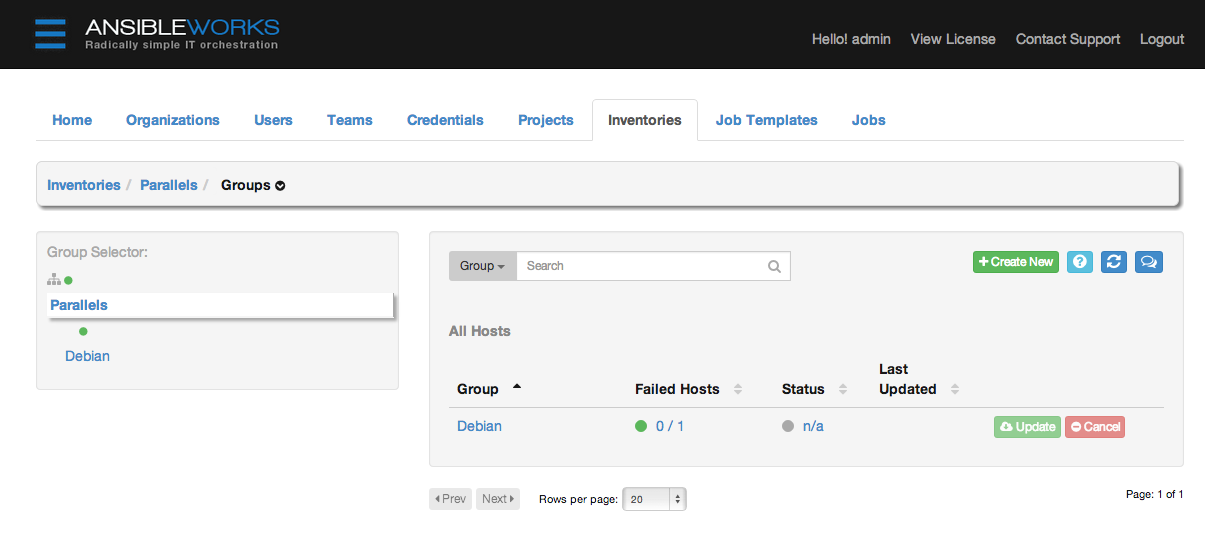 ANSIBLEWORKS
Radically simple IT orchestration
Hello! admin View License Contact Support Logout
Home Organizations Users Teams Credentials Projects Inventories Job Templates Jobs
Inventories / Parallels / Groups
Group Selector:
Parallels
Debian
Group Search
+ Create New ?
All Hosts
Group Failed Hosts Status Last Updated
Debian 0 / 1 n/a Update Cancel
Prev Next Rows per page: 20 Page: 1 of 1